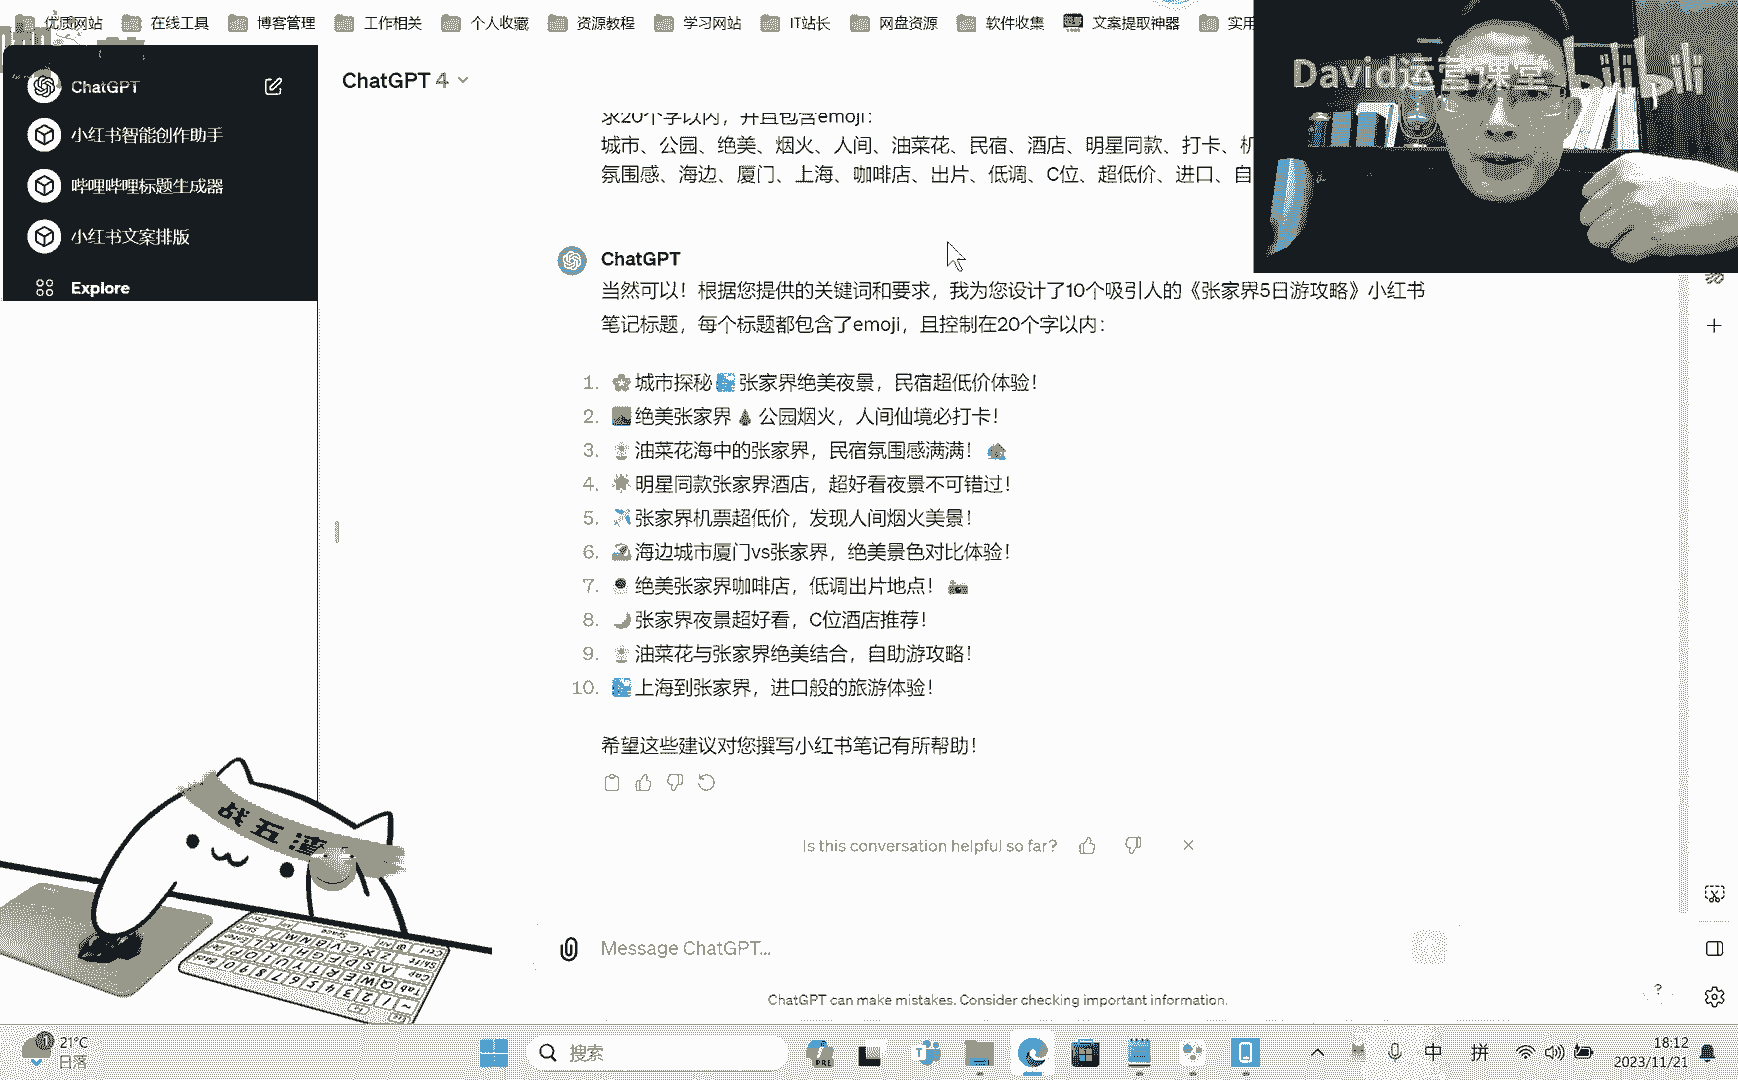 优质网站 在线工具 博客管理 工作相关 个人收藏 资源教程 学习网站 IT站长 网盘资源 软件收集 文案提取神器 实用
David运营课堂 bilibili
ChatGPT
小红书智能创作助手
哔哩哔哩标题生成器
小红书文案排版
Explore
ChatGPT 4
求20个字以内，并且包含emoji：
城市、公园、绝美、烟火、人间、油菜花、民宿、酒店、明星同款、打卡、机
氛围感、海边、厦门、上海、咖啡店、出片、低调、C位、超低价、进口、自
ChatGPT
当然可以！根据您提供的关键词和要求，我为您设计了10个吸引人的《张家界5日游攻略》小红书
笔记标题，每个标题都包含了emoji，且控制在20个字以内：
1. 城市探秘 张家界绝美夜景，民宿超低价体验！
2. 绝美张家界 公园烟火，人间仙境必打卡！
3. 油菜花海中的张家界，民宿氛围感满满！
4. 明星同款张家界酒店，超好看夜景不可错过！
5. 张家界机票超低价，发现人间烟火美景！
6. 海边城市厦门vs张家界，绝美景色对比体验！
7. 绝美张家界咖啡店，低调出片地点！
8. 张家界夜景超好看，C位酒店推荐！
9. 油菜花与张家界绝美结合，自助游攻略！
10. 上海到张家界，进口般的旅游体验！
希望这些建议对您撰写小红书笔记有所帮助！
Is this conversation helpful so far?
战五渣
Message ChatGPT...
ChatGPT can make mistakes. Consider checking important information.
?
21°C
日落
搜索
中 拼
18:12
2023/11/21